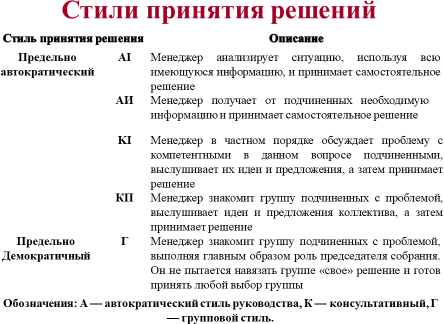 Стили принятия решений
Стиль принятия решения Описание
Предельно автократический АІ Менеджер анализирует ситуацию, используя всю
имеющуюся информацию, и принимает самостоятельное
решение
АИ Менеджер получает от подчиненных необходимую
информацию и принимает самостоятельное решение
КІ Менеджер в частном порядке обсуждает проблему с
компетентными в данном вопросе подчиненными,
выслушивает их идеи и предложения, а затем принимает
решение
КП Менеджер знакомит группу подчиненных с проблемой,
выслушивает идеи и предложения коллектива, а затем
принимает решение
Предельно Демократичный Г Менеджер знакомит группу подчиненных с проблемой,
выполняя главным образом роль председателя собрания.
Он не пытается навязать группе «свое» решение и готов
принять любой выбор группы
Обозначения: А — автократический стиль руководства, К — консультативный, Г
— групповой стиль.